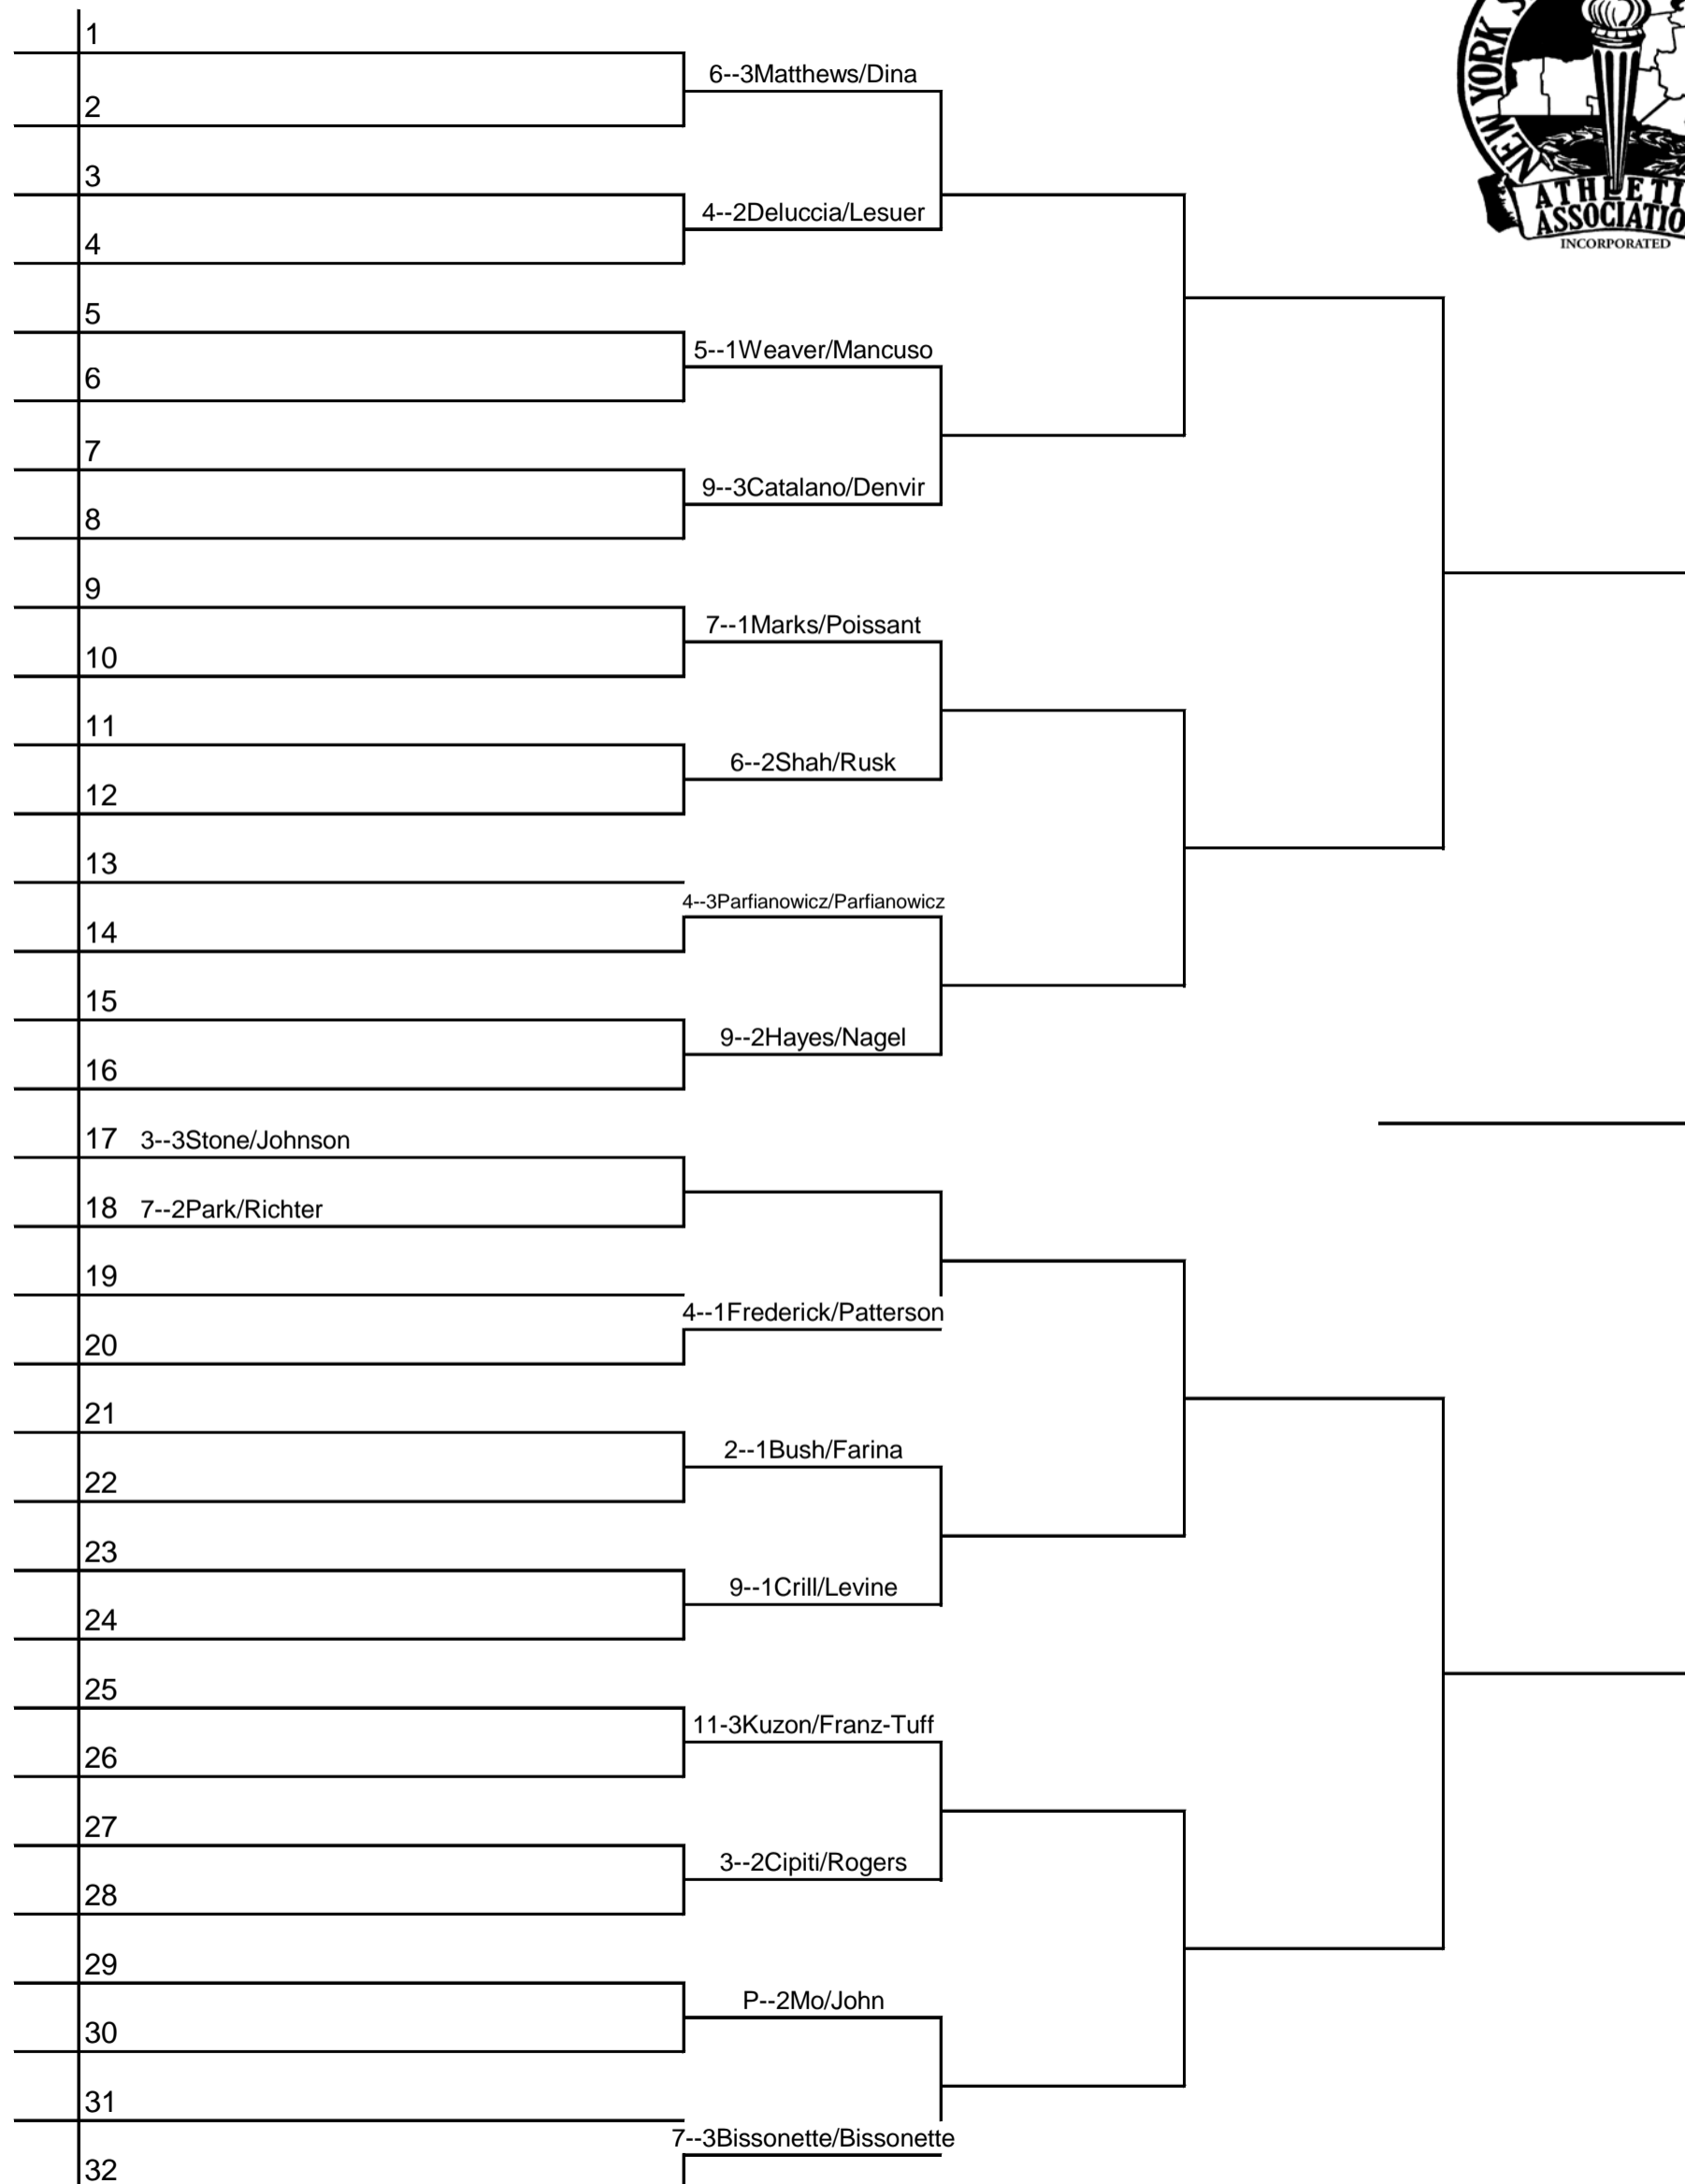 1
6--3Matthews/Dina
2
3
4--2Deluccia/Lesuer
4
5
5--1Weaver/Mancuso
6
7
9--3Catalano/Denvir
8
9
7--1Marks/Poissant
10
11
6--2Shah/Rusk
12
13
4--3Parfianowicz/Parfianowicz
14
15
9--2Hayes/Nagel
16
17 3--3Stone/Johnson
18 7--2Park/Richter
19
4--1Frederick/Patterson
20
21
2--1Bush/Farina
22
23
9--1Crill/Levine
24
25
11-3Kuzon/Franz-Tuff
26
27
3--2Cipiti/Rogers
28
29
P--2Mo/John
30
31
7--3Bissonette/Bissonette
32
NEW YORK S
ATHLETI
ASSOCIATIO
INCORPORATED